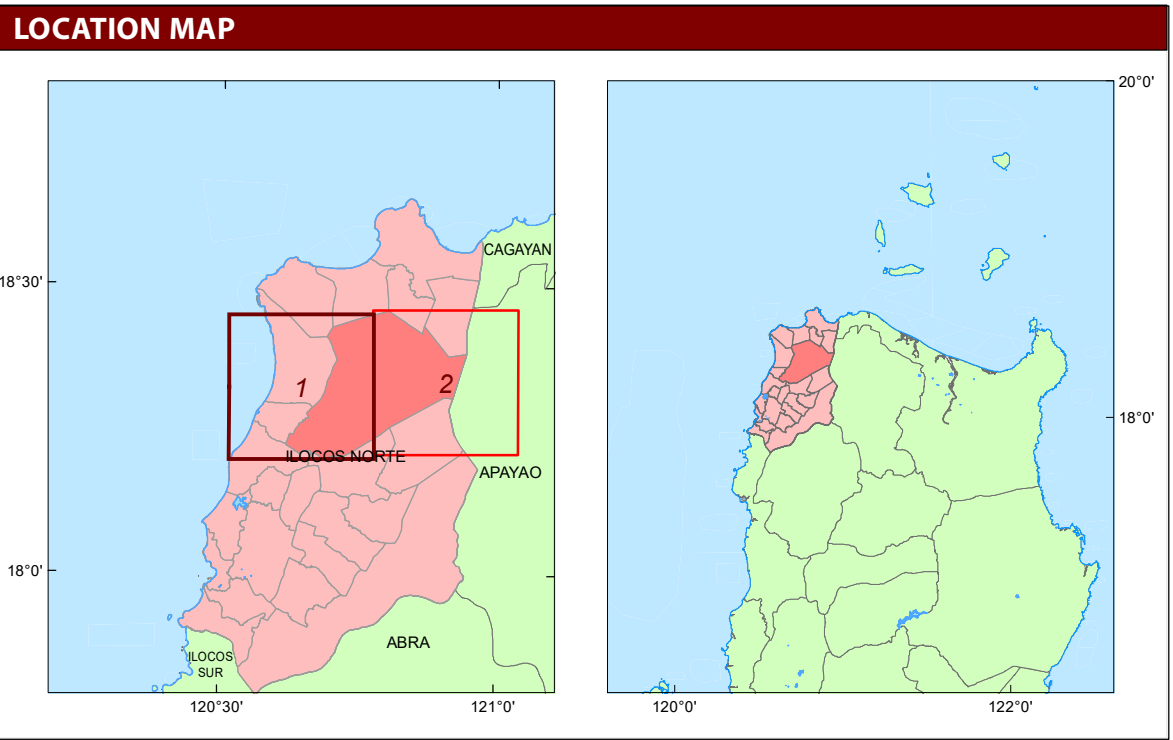 LOCATION MAP
20°0'
CAGAYAN
18°30'
1
2
18°0'
ILOCOS NORTE
APAYAO
18°0'
ABRA
ILOCOS
SUR
120°30'
121°0'
120°0'
122°0'